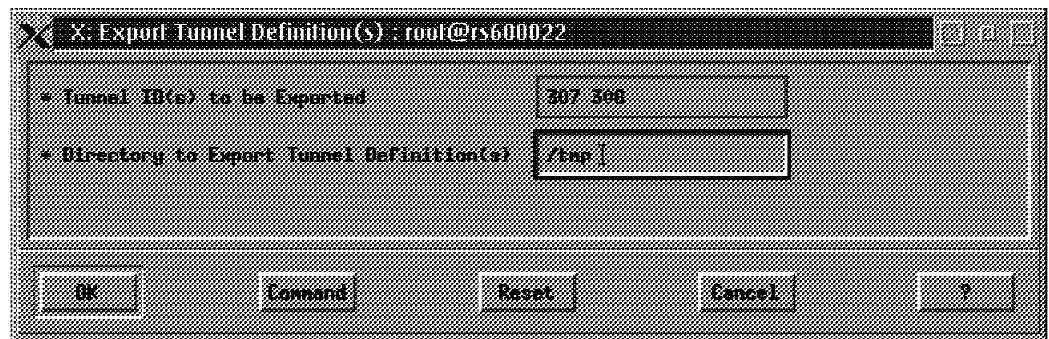 X: Export Tunnel Definition(s) : root@rs600022
* Tunnel ID(s) to be Exported 307 308
* Directory to Export Tunnel Definition(s) /tmp
OK Command Reset Cancel ?